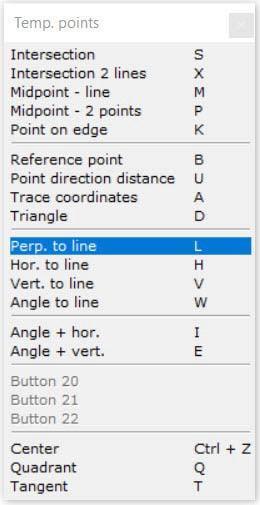 Temp. points
Intersection S
Intersection 2 lines X
Midpoint - line M
Midpoint - 2 points P
Point on edge K
Reference point B
Point direction distance U
Trace coordinates A
Triangle D
Perp. to line L
Hor. to line H
Vert. to line V
Angle to line W
Angle + hor. I
Angle + vert. E
Button 20
Button 21
Button 22
Center Ctrl + Z
Quadrant Q
Tangent T